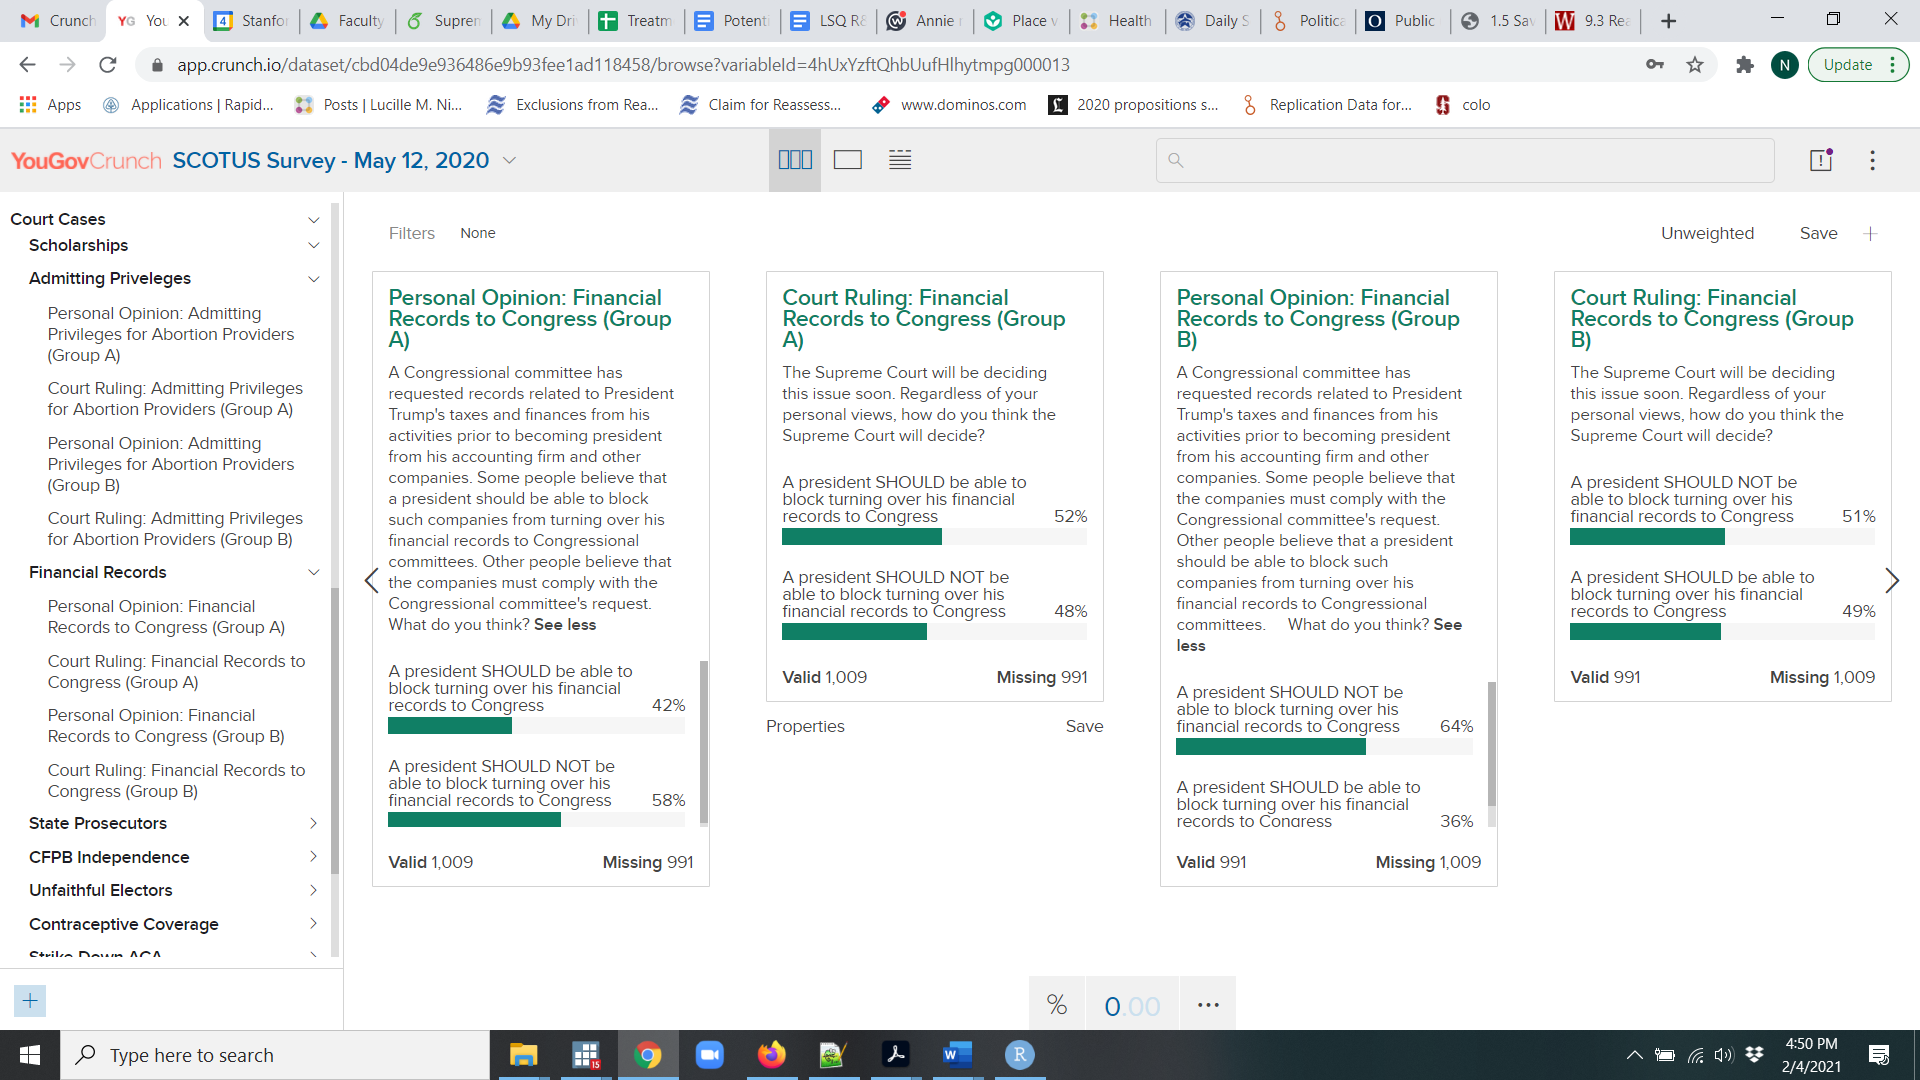 Crunch
YG You
4 Stanfo
Faculty
Suprem
My Dri
Treatm
Potenti
LSQ R&
Annie
Place v
Health
Daily S
Politica
Public
1.5 Sav
9.3 Rea
app.crunch.io/dataset/cbd04de9e936486e9b93fee1ad118458/browse?variableId=4hUxYzftQhbUufHlhytmpg000013
N
Update
Apps
Applications | Rapid...
Posts | Lucille M. Ni...
Exclusions from Rea...
Claim for Reassess...
www.dominos.com
2020 propositions s...
Replication Data for...
colo
YouGovCrunch SCOTUS Survey - May 12, 2020
Court Cases
Scholarships
Admitting Priveleges
Personal Opinion: Admitting
Privileges for Abortion Providers
(Group A)
Court Ruling: Admitting Privileges
for Abortion Providers (Group A)
Personal Opinion: Admitting
Privileges for Abortion Providers
(Group B)
Court Ruling: Admitting Privileges
for Abortion Providers (Group B)
Financial Records
Personal Opinion: Financial
Records to Congress (Group A)
Court Ruling: Financial Records to
Congress (Group A)
Personal Opinion: Financial
Records to Congress (Group B)
Court Ruling: Financial Records to
Congress (Group B)
State Prosecutors
CFPB Independence
Unfaithful Electors
Contraceptive Coverage
Strike Down ACA
Filters None
Unweighted Save
Personal Opinion: Financial
Records to Congress (Group
A)
A Congressional committee has
requested records related to President
Trump's taxes and finances from his
activities prior to becoming president
from his accounting firm and other
companies. Some people believe that
a president should be able to block
such companies from turning over his
financial records to Congressional
committees. Other people believe that
the companies must comply with the
Congressional committee's request.
What do you think? See less
A president SHOULD be able to
block turning over his financial
records to Congress 42%
A president SHOULD NOT be
able to block turning over his
financial records to Congress 58%
Valid 1,009 Missing 991
Court Ruling: Financial
Records to Congress (Group
A)
The Supreme Court will be deciding
this issue soon. Regardless of your
personal views, how do you think the
Supreme Court will decide?
A president SHOULD be able to
block turning over his financial
records to Congress 52%
A president SHOULD NOT be
able to block turning over his
financial records to Congress 48%
Valid 1,009 Missing 991
Properties Save
Personal Opinion: Financial
Records to Congress (Group
B)
A Congressional committee has
requested records related to President
Trump's taxes and finances from his
activities prior to becoming president
from his accounting firm and other
companies. Some people believe that
the companies must comply with the
Congressional committee's request.
Other people believe that a president
should be able to block such
companies from turning over his
financial records to Congressional
committees. What do you think? See
less
A president SHOULD NOT be
able to block turning over his
financial records to Congress 64%
A president SHOULD be able to
block turning over his financial
records to Congress 36%
Valid 991 Missing 1,009
Court Ruling: Financial
Records to Congress (Group
B)
The Supreme Court will be deciding
this issue soon. Regardless of your
personal views, how do you think the
Supreme Court will decide?
A president SHOULD NOT be
able to block turning over his
financial records to Congress 51%
A president SHOULD be able to
block turning over his financial
records to Congress 49%
Valid 991 Missing 1,009
% 0.00 ...
Type here to search
15
W
R
4:50 PM
2/4/2021